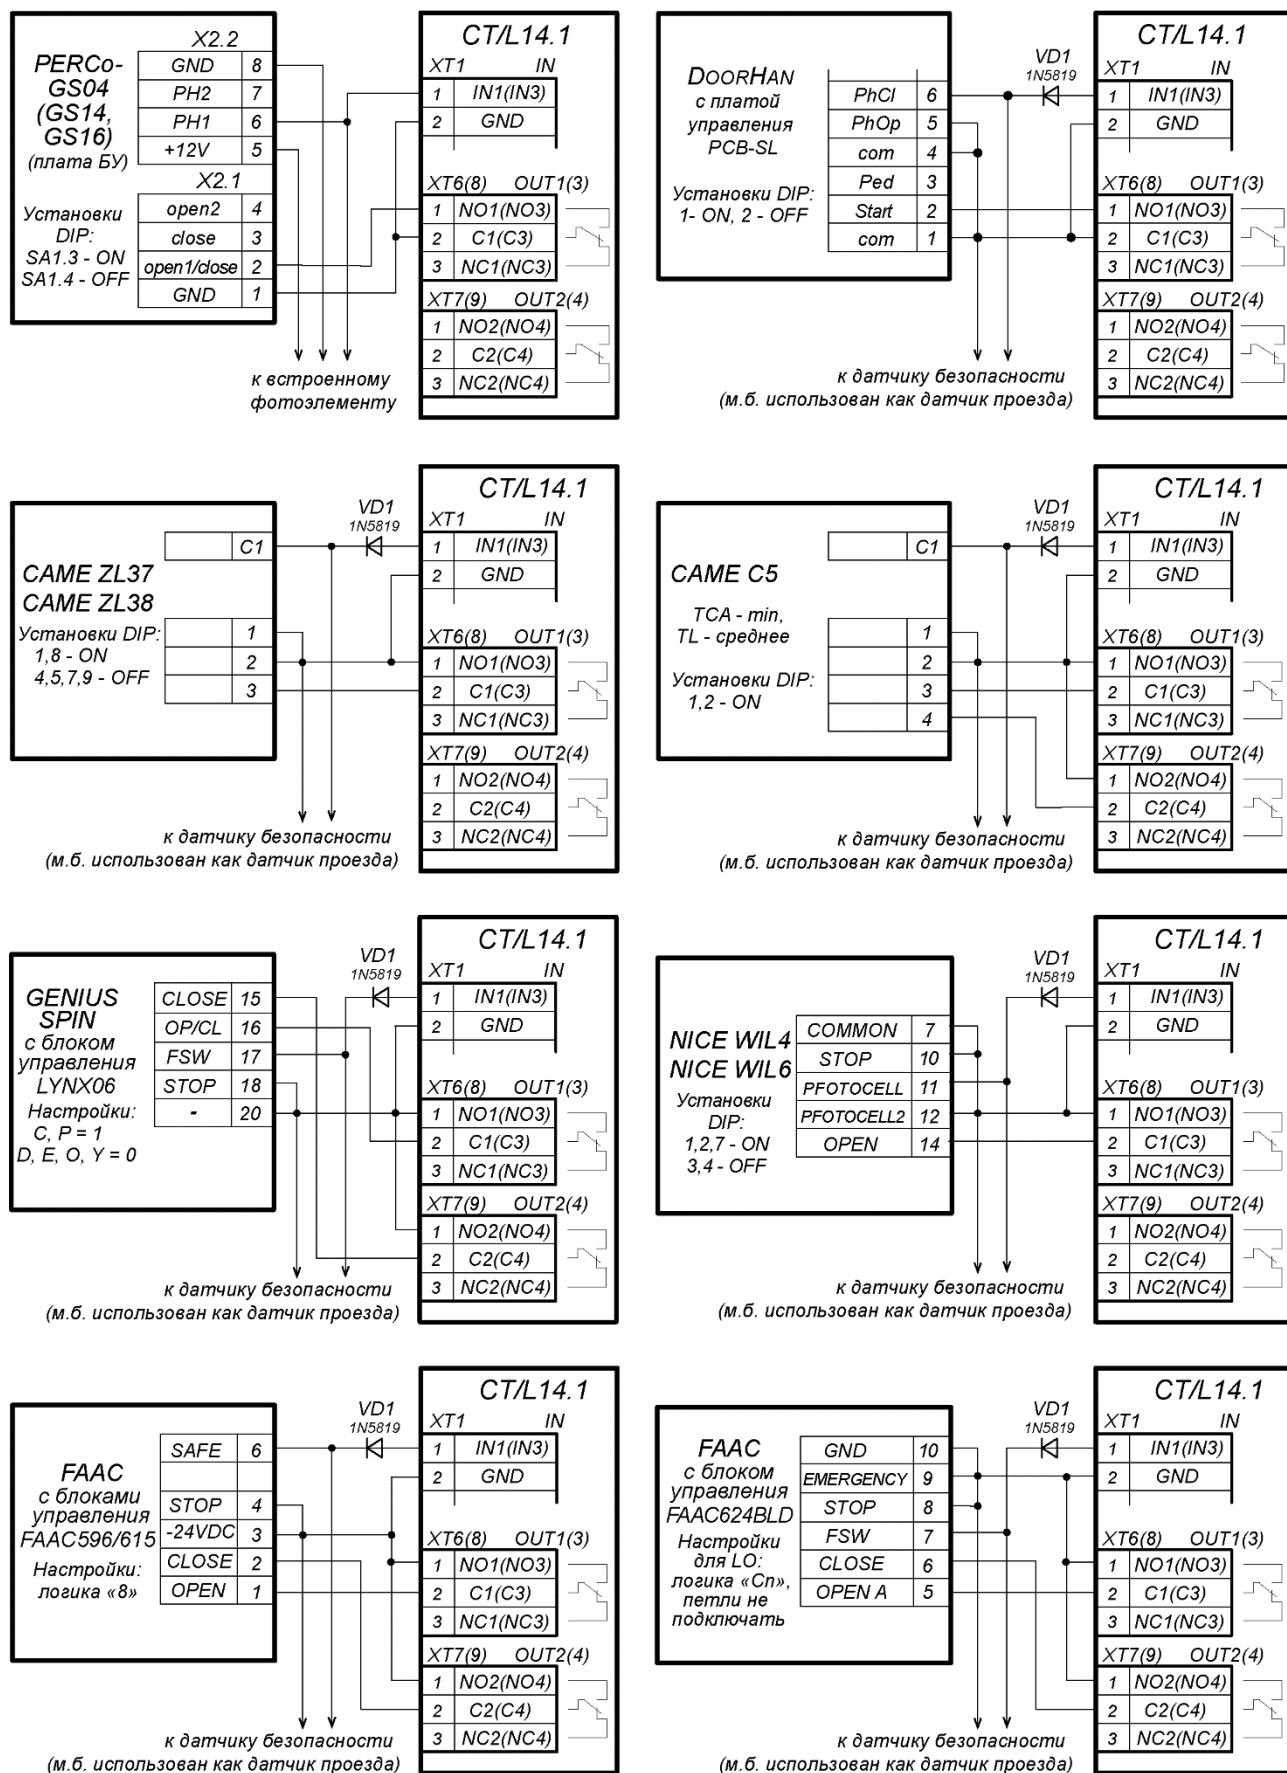 PERCo-
GS04
(GS14,
GS16)
(плата БУ)
Установки
DIP:
SA1.3 - ON
SA1.4 - OFF
X2.2
GND 8
PH2 7
PH1 6
+12V 5
X2.1
open2 4
close 3
open1/close 2
GND 1
к встроенному
фотоэлементу
CT/L14.1
XT1 IN
1 IN1(IN3)
2 GND
XT6(8) OUT1(3)
1 NO1(NO3)
2 C1(C3)
3 NC1(NC3)
XT7(9) OUT2(4)
1 NO2(NO4)
2 C2(C4)
3 NC2(NC4)
DOORHAN
с платой
управления
PCB-SL
Установки DIP:
1- ON, 2 - OFF
PhCl 6
PhOp 5
com 4
Ped 3
Start 2
com 1
VD1
1N5819
к датчику безопасности
(м.б. использован как датчик проезда)
CT/L14.1
XT1 IN
1 IN1(IN3)
2 GND
XT6(8) OUT1(3)
1 NO1(NO3)
2 C1(C3)
3 NC1(NC3)
XT7(9) OUT2(4)
1 NO2(NO4)
2 C2(C4)
3 NC2(NC4)
CAME ZL37
CAME ZL38
Установки DIP:
1,8 - ON
4,5,7,9 - OFF
C1
1
2
3
VD1
1N5819
к датчику безопасности
(м.б. использован как датчик проезда)
CT/L14.1
XT1 IN
1 IN1(IN3)
2 GND
XT6(8) OUT1(3)
1 NO1(NO3)
2 C1(C3)
3 NC1(NC3)
XT7(9) OUT2(4)
1 NO2(NO4)
2 C2(C4)
3 NC2(NC4)
CAME C5
TCA - min,
TL - среднее
Установки DIP:
1,2 - ON
C1
1
2
3
4
VD1
1N5819
к датчику безопасности
(м.б. использован как датчик проезда)
CT/L14.1
XT1 IN
1 IN1(IN3)
2 GND
XT6(8) OUT1(3)
1 NO1(NO3)
2 C1(C3)
3 NC1(NC3)
XT7(9) OUT2(4)
1 NO2(NO4)
2 C2(C4)
3 NC2(NC4)
GENIUS
SPIN
с блоком
управления
LYNX06
Настройки:
C, P = 1
D, E, O, Y = 0
CLOSE 15
OP/CL 16
FSW 17
STOP 18
- 20
VD1
1N5819
к датчику безопасности
(м.б. использован как датчик проезда)
CT/L14.1
XT1 IN
1 IN1(IN3)
2 GND
XT6(8) OUT1(3)
1 NO1(NO3)
2 C1(C3)
3 NC1(NC3)
XT7(9) OUT2(4)
1 NO2(NO4)
2 C2(C4)
3 NC2(NC4)
NICE WIL4
NICE WIL6
Установки
DIP:
1,2,7 - ON
3,4 - OFF
COMMON 7
STOP 10
PFOTOCELL 11
PFOTOCELL2 12
OPEN 14
VD1
1N5819
к датчику безопасности
(м.б. использован как датчик проезда)
CT/L14.1
XT1 IN
1 IN1(IN3)
2 GND
XT6(8) OUT1(3)
1 NO1(NO3)
2 C1(C3)
3 NC1(NC3)
XT7(9) OUT2(4)
1 NO2(NO4)
2 C2(C4)
3 NC2(NC4)
FAAC
с блоками
управления
FAAC596/615
Настройки:
логика «8»
SAFE 6
STOP 4
-24VDC 3
CLOSE 2
OPEN 1
VD1
1N5819
к датчику безопасности
(м.б. использован как датчик проезда)
CT/L14.1
XT1 IN
1 IN1(IN3)
2 GND
XT6(8) OUT1(3)
1 NO1(NO3)
2 C1(C3)
3 NC1(NC3)
XT7(9) OUT2(4)
1 NO2(NO4)
2 C2(C4)
3 NC2(NC4)
FAAC
с блоком
управления
FAAC624BLD
Настройки
для LO:
логика «Cn»,
петли не
подключать
GND 10
EMERGENCY 9
STOP 8
FSW 7
CLOSE 6
OPEN A 5
VD1
1N5819
к датчику безопасности
(м.б. использован как датчик проезда)
CT/L14.1
XT1 IN
1 IN1(IN3)
2 GND
XT6(8) OUT1(3)
1 NO1(NO3)
2 C1(C3)
3 NC1(NC3)
XT7(9) OUT2(4)
1 NO2(NO4)
2 C2(C4)
3 NC2(NC4)